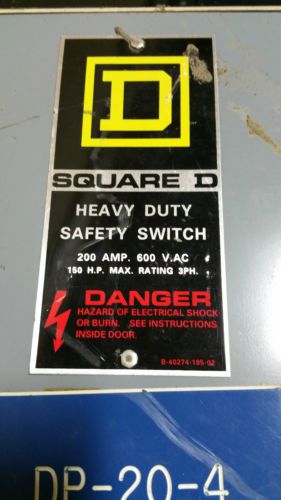 D
SQUARE D
HEAVY DUTY
SAFETY SWITCH
200 AMP. 600 V.AC
150 H.P. MAX. RATING 3PH.
DANGER
HAZARD OF ELECTRICAL SHOCK
OR BURN. SEE INSTRUCTIONS
INSIDE DOOR.
B-40274-185-02
DP-20-4